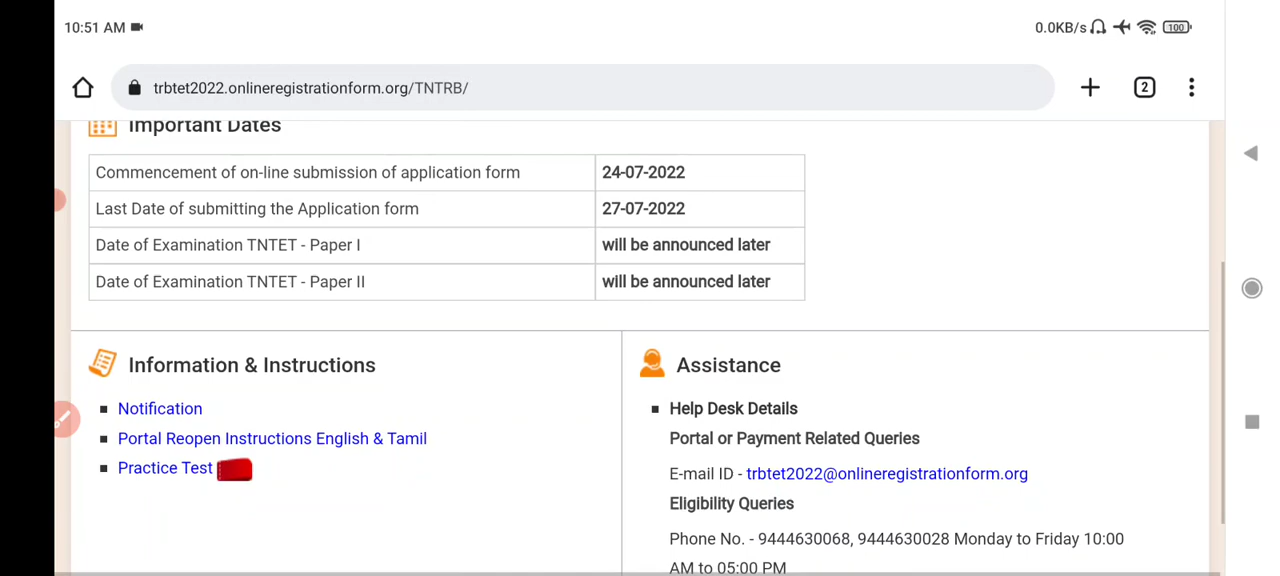 10:51 AM
0.0KB/s
100
trbtet2022.onlineregistrationform.org/TNTRB/
2
Important Dates
Commencement of on-line submission of application form 24-07-2022
Last Date of submitting the Application form 27-07-2022
Date of Examination TNTET - Paper I will be announced later
Date of Examination TNTET - Paper II will be announced later
Information & Instructions
Notification
Portal Reopen Instructions English & Tamil
Practice Test
Assistance
Help Desk Details
Portal or Payment Related Queries
E-mail ID - trbtet2022@onlineregistrationform.org
Eligibility Queries
Phone No. - 9444630068, 9444630028 Monday to Friday 10:00
AM to 05:00 PM